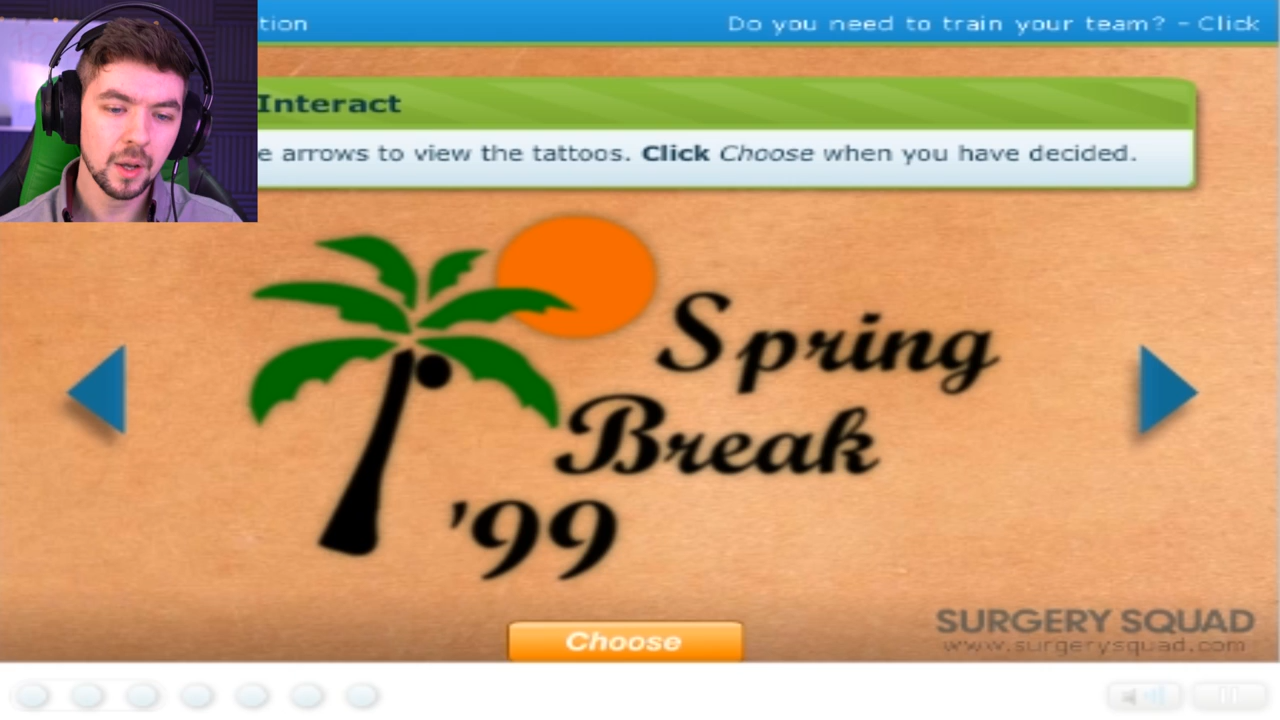 tion
Do you need to train your team? - Click
Interact
e arrows to view the tattoos. Click Choose when you have decided.
Spring
Break
'99
Choose
SURGERY SQUAD
www.surgerysquad.com